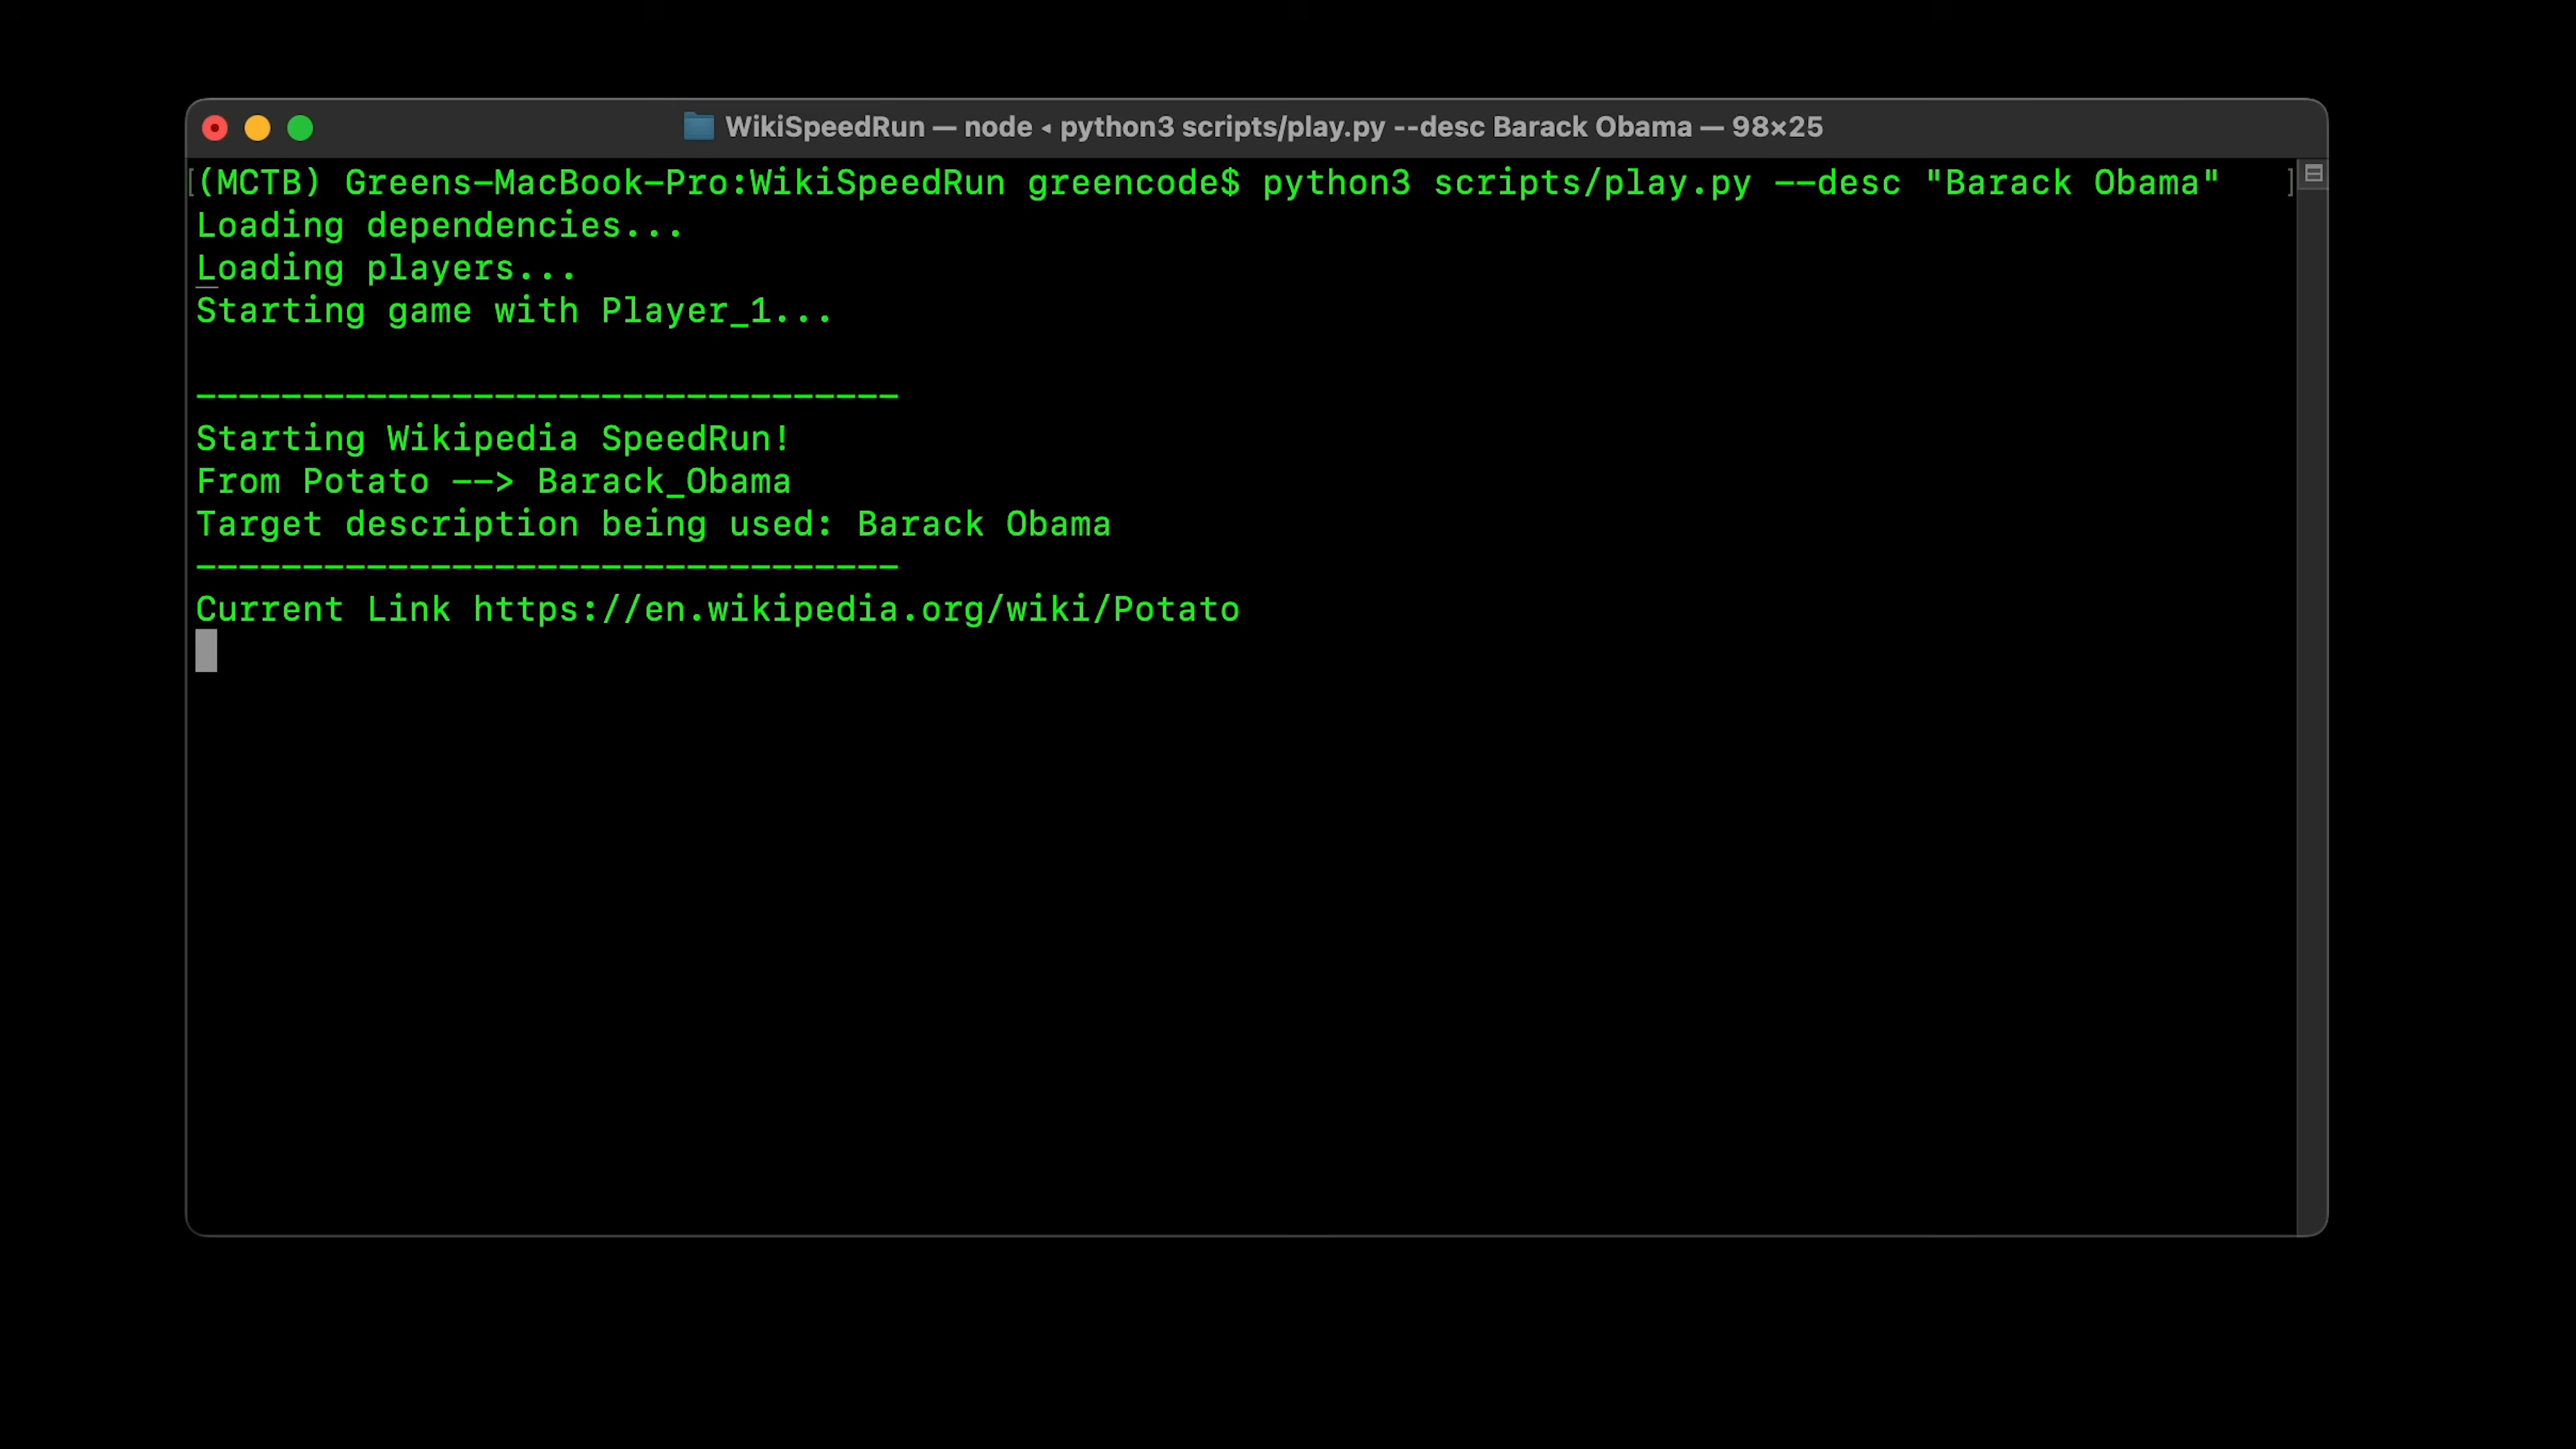 WikiSpeedRun — node ◂ python3 scripts/play.py --desc Barack Obama — 98×25
[(MCTB) Greens-MacBook-Pro:WikiSpeedRun greencode$ python3 scripts/play.py --desc "Barack Obama" ]
Loading dependencies...
Loading players...
Starting game with Player_1...
---------------------------------
Starting Wikipedia SpeedRun!
From Potato --> Barack_Obama
Target description being used: Barack Obama
---------------------------------
Current Link https://en.wikipedia.org/wiki/Potato